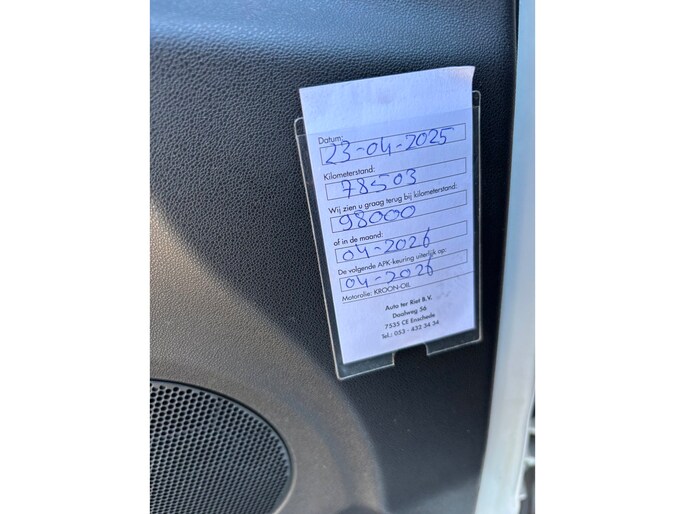 Datum:
23-04-2025
Kilometerstand:
78503
Wij zien u graag terug bij kilometerstand:
98000
of in de maand:
04-2026
De volgende APK-keuring uiterlijk op:
04-2026
Motorolie: KROON-OIL
Auto ter Riet B.V.
Daalweg 56
7535 CE Enschede
Tel.: 053 - 432 34 34